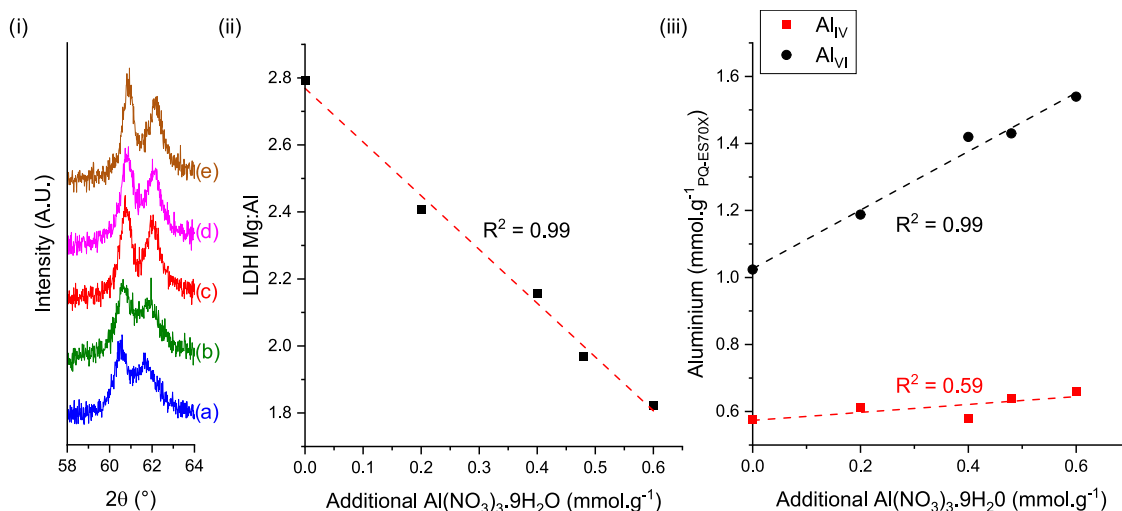 (i)
Intensity (A.U.)
(e)
(d)
(c)
(b)
(a)
58 60 62 64
2θ (°)
(ii)
LDH Mg:Al
2.8
2.4
2.2
2.0
1.8
R² = 0.99
0.0 0.1 0.2 0.3 0.4 0.5 0.6
Additional Al(NO₃)₃.9H₂O (mmol.g⁻¹)
(iii)
Al_IV
Al_VI
Aluminium (mmol.g⁻¹_PQ-ES70X)
1.6
1.4
1.2
1.0
0.8
0.6
R² = 0.99
R² = 0.59
0.0 0.2 0.4 0.6
Additional Al(NO₃)₃.9H₂0 (mmol.g⁻¹)